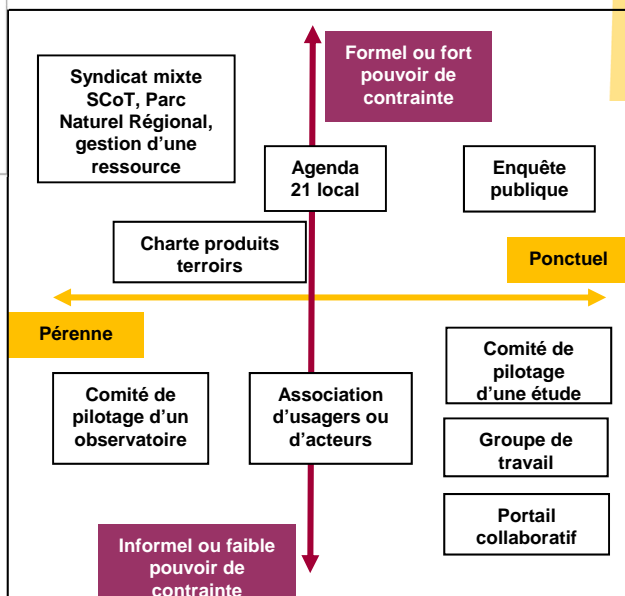 Formel ou fort
pouvoir de
contrainte
Syndicat mixte
SCoT, Parc
Naturel Régional,
gestion d'une
ressource
Agenda
21 local
Enquête
publique
Charte produits
terroirs
Ponctuel
Pérenne
Comité de
pilotage d'un
observatoire
Association
d'usagers ou
d'acteurs
Comité de
pilotage
d'une étude
Groupe de
travail
Portail
collaboratif
Informel ou faible
pouvoir de
contrainte